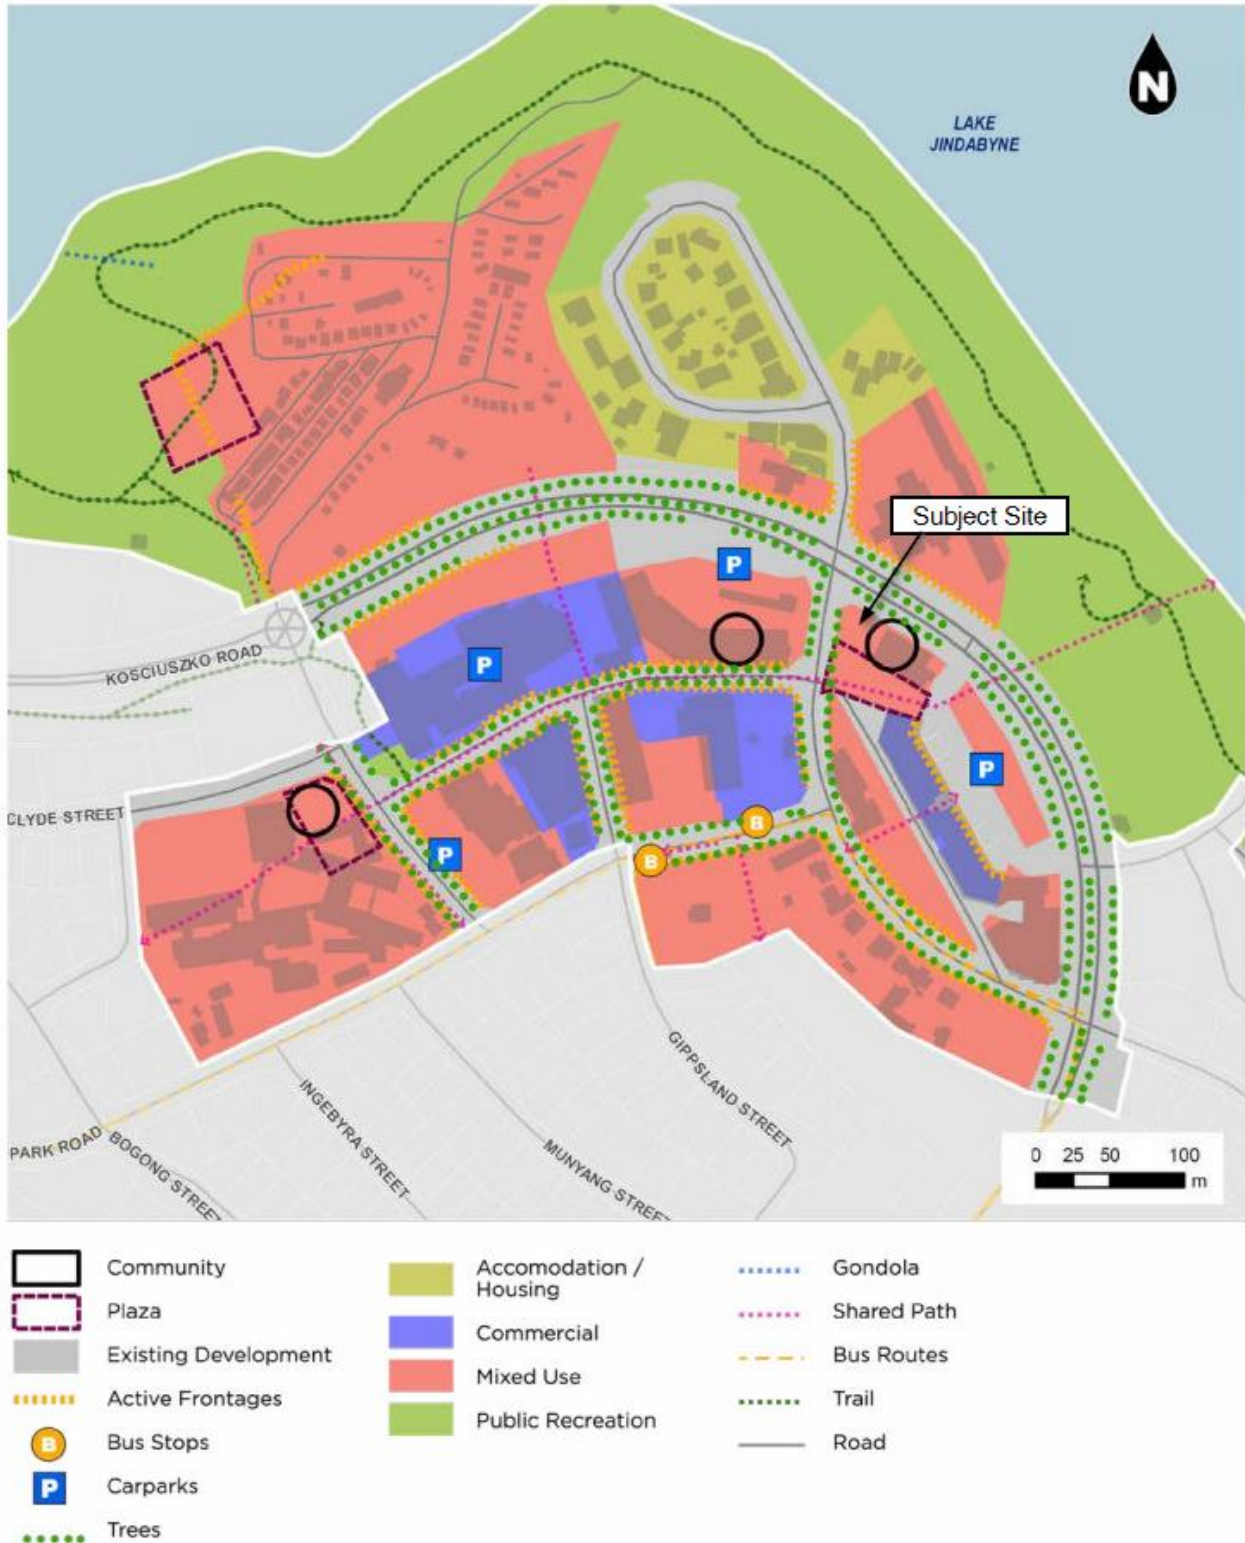 N
LAKE
JINDABYNE
Subject Site
P
KOSCIUSZKO ROAD
P
P
CLYDE STREET
B
P
B
GIPPSLAND STREET
INGEBYRA STREET
MUNYANG STREET
PARK ROAD
BOGONG STREET
0 25 50 100
m
Community
Plaza
Existing Development
Active Frontages
B Bus Stops
P Carparks
Trees
Accomodation /
Housing
Commercial
Mixed Use
Public Recreation
Gondola
Shared Path
Bus Routes
Trail
Road